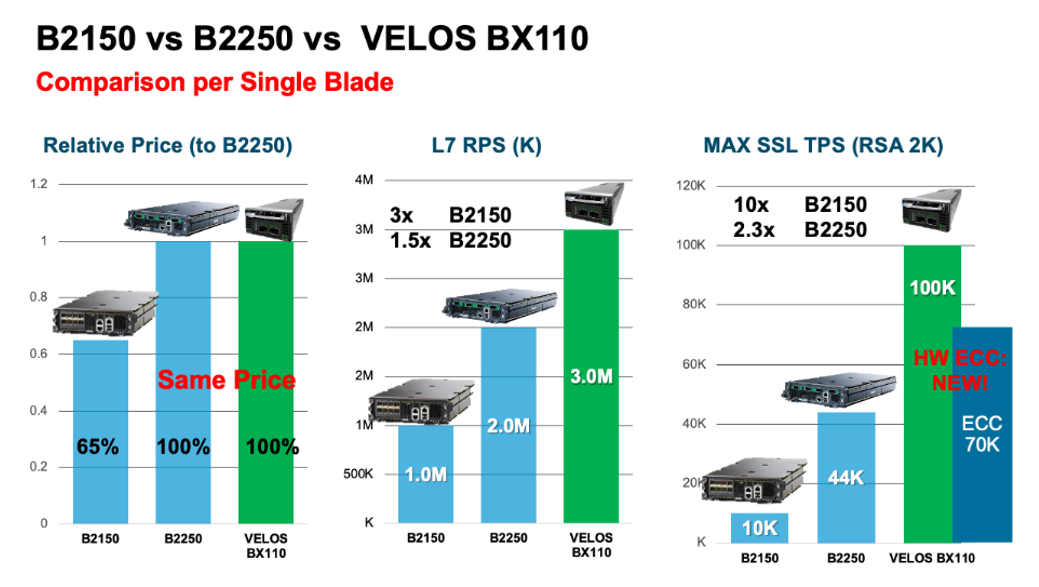 B2150 vs B2250 vs VELOS BX110
Comparison per Single Blade
Relative Price (to B2250)
1.2
1
0.8
0.6
0.4
0.2
0
Same Price
65%
100%
100%
B2150
B2250
VELOS
BX110
L7 RPS (K)
4M
3M
3M
2M
2M
1M
500K
K
3x B2150
1.5x B2250
1.0M
2.0M
3.0M
B2150
B2250
VELOS
BX110
MAX SSL TPS (RSA 2K)
120K
100K
80K
60K
40K
20K
K
10x B2150
2.3x B2250
100K
HW ECC:
NEW!
ECC
70K
44K
10K
B2150
B2250
VELOS BX110